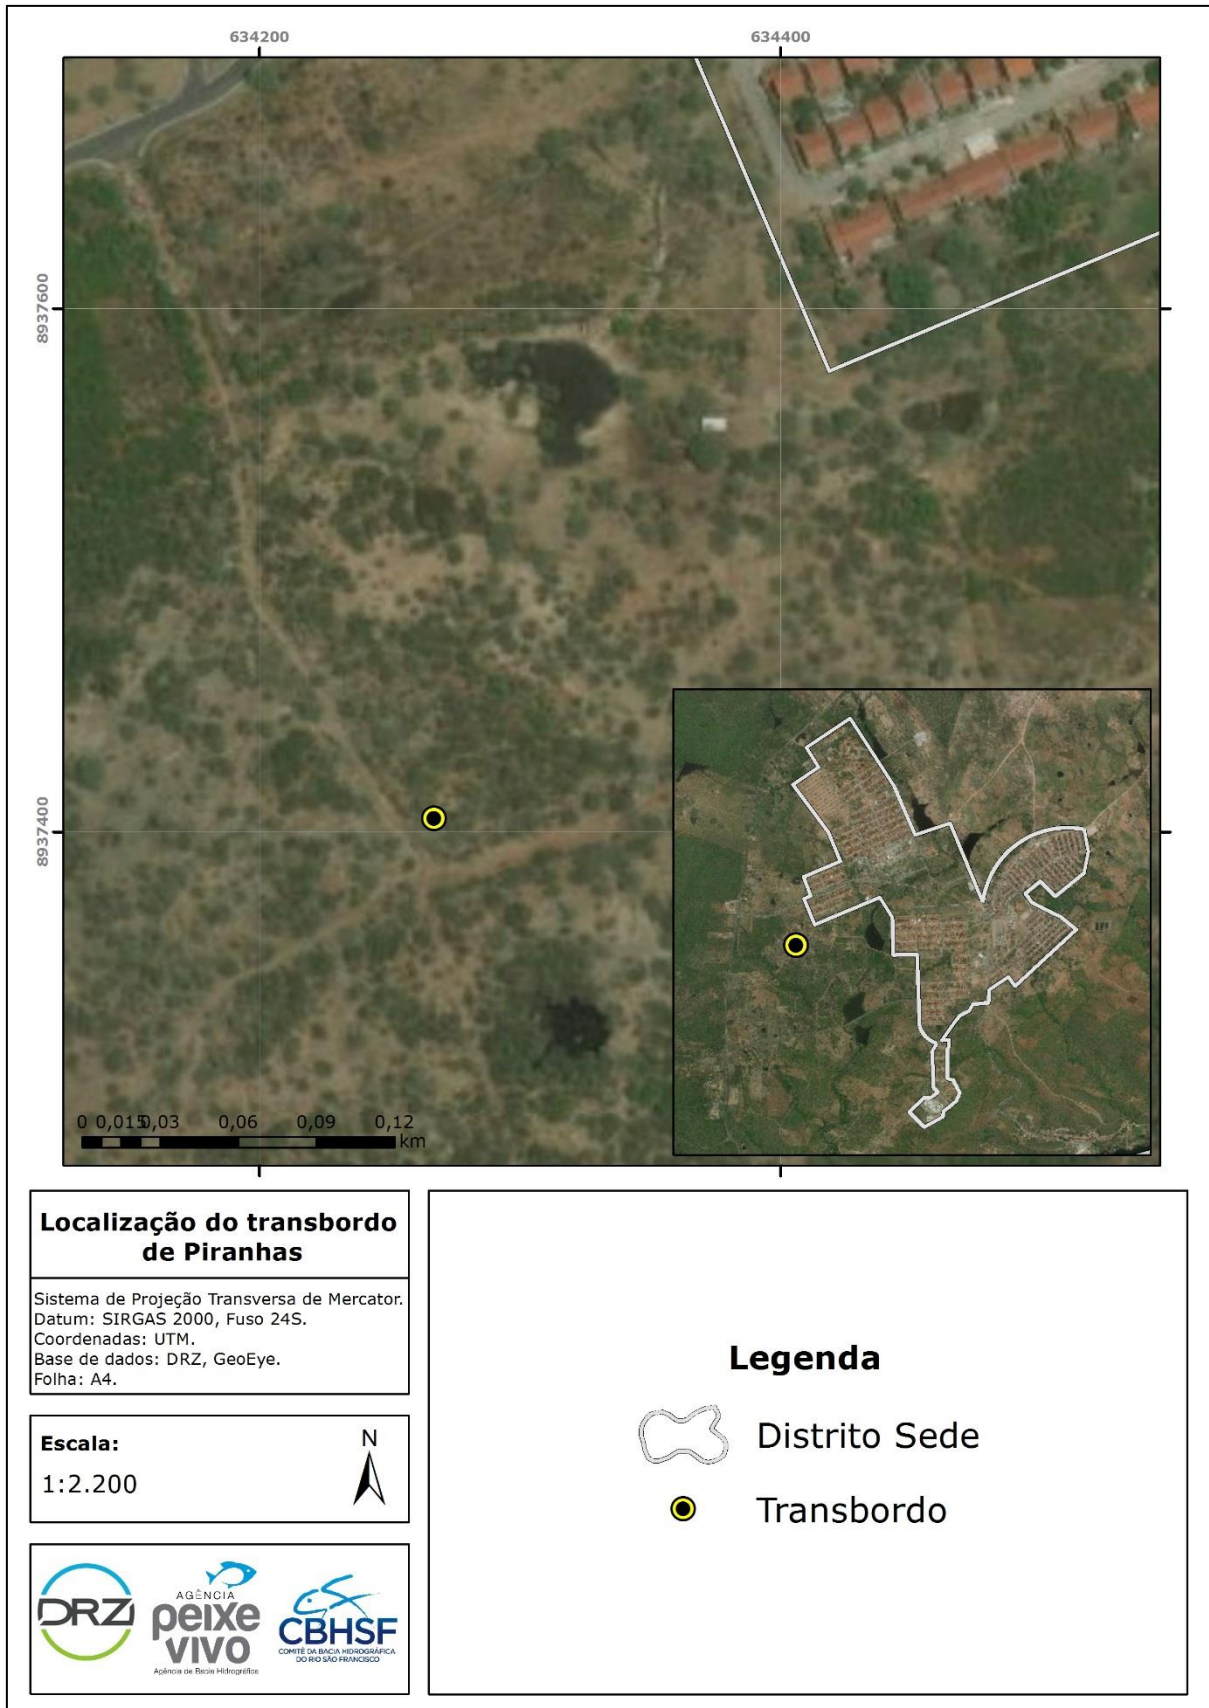 634200
634400
8937600
8937400
0 0,015 0,03 0,06 0,09 0,12
km
Localização do transbordo
de Piranhas
Sistema de Projeção Transversa de Mercator.
Datum: SIRGAS 2000, Fuso 24S.
Coordenadas: UTM.
Base de dados: DRZ, GeoEye.
Folha: A4.
Escala:
N
1:2.200
Legenda
Distrito Sede
Transbordo
DRZ
AGÊNCIA
peixe
vivo
Agência de Bacia Hidrográfica
CBHSF
COMITÊ DA BACIA HIDROGRÁFICA
DO RIO SÃO FRANCISCO